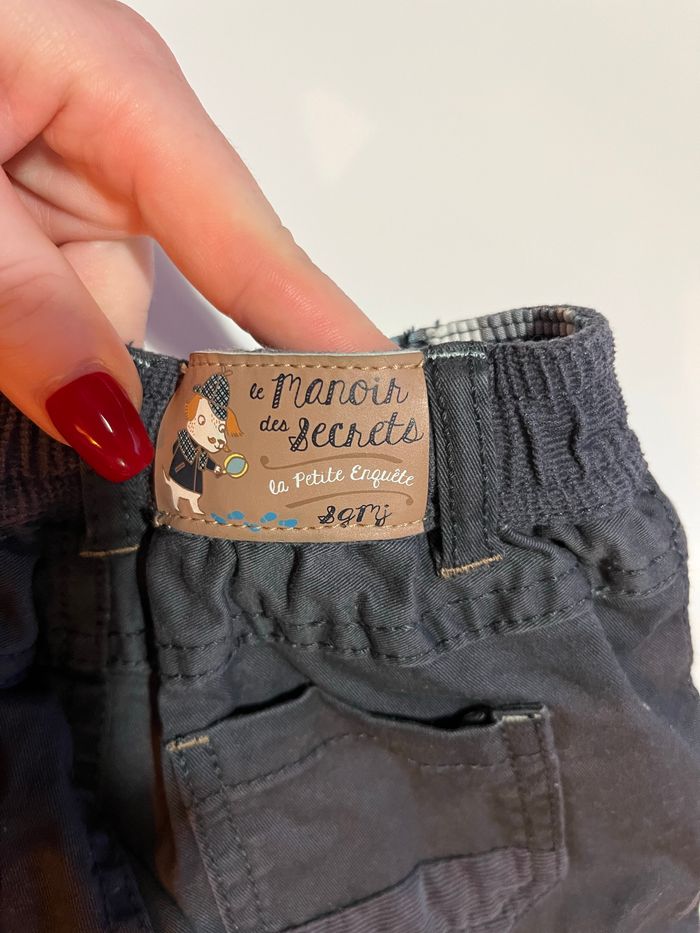 Le Manoir
des Secrets
la Petite Enquête
SGMJ